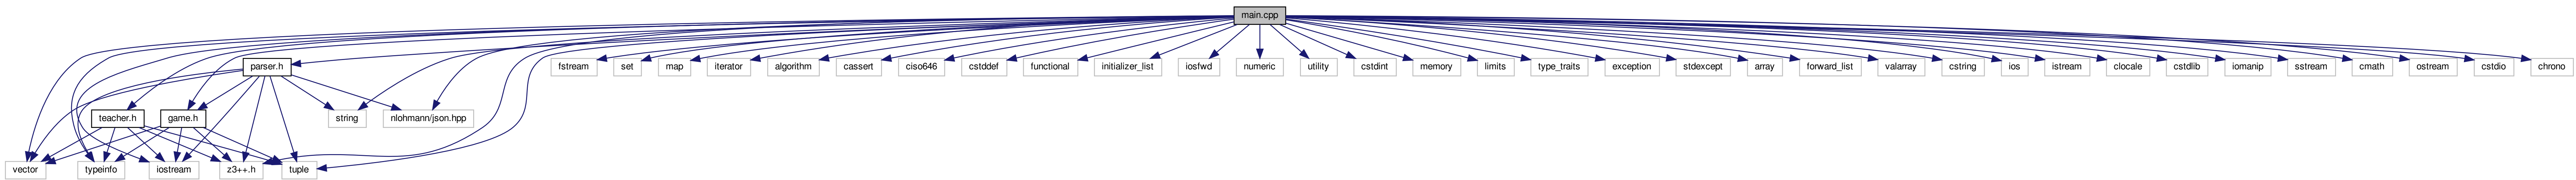 main.cpp
parser.h
fstream
set
map
iterator
algorithm
cassert
ciso646
cstddef
functional
initializer_list
iosfwd
numeric
utility
cstdint
memory
limits
type_traits
exception
stdexcept
array
forward_list
valarray
cstring
ios
istream
clocale
cstdlib
iomanip
sstream
cmath
ostream
cstdio
chrono
teacher.h
game.h
string
nlohmann/json.hpp
vector
typeinfo
iostream
z3++.h
tuple